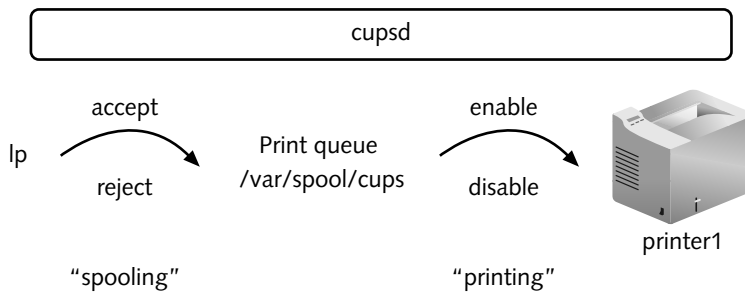 cupsd
accept
enable
lp
Print queue
/var/spool/cups
reject
disable
printer1
“spooling”
“printing”